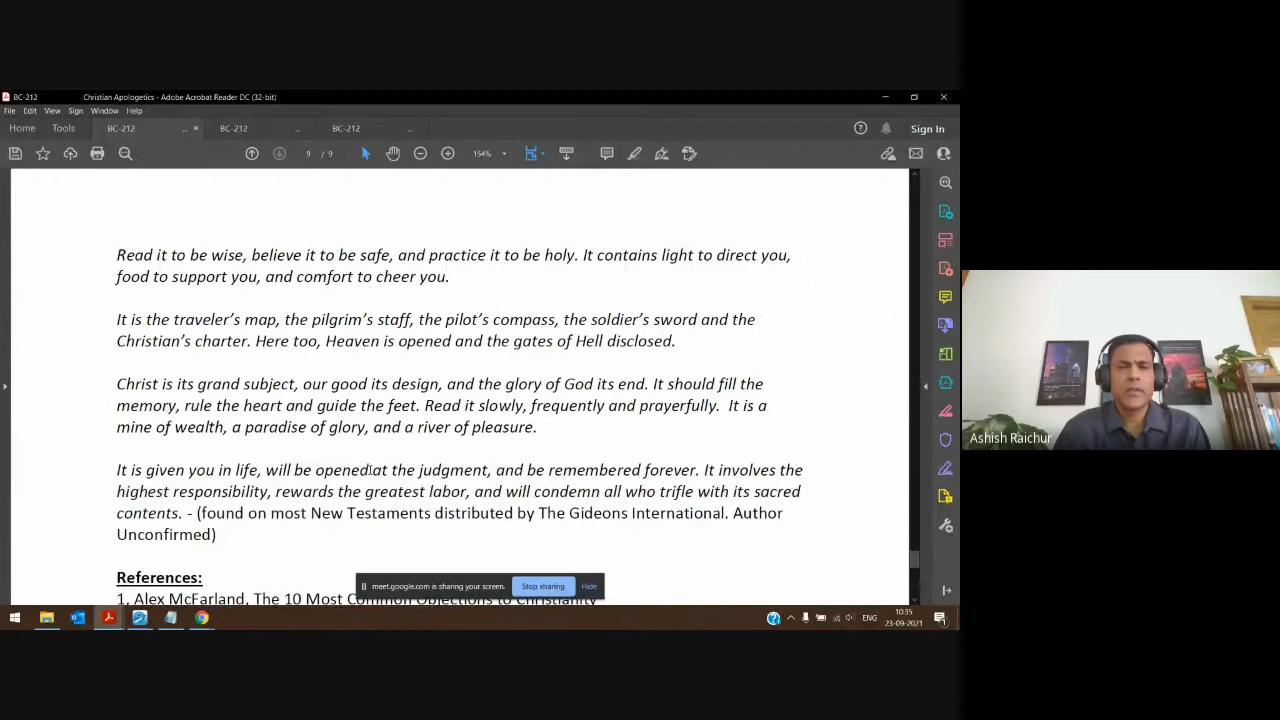 BC-212
Christian Apologetics - Adobe Acrobat Reader DC (32-bit)
File Edit View Sign Window Help
Home Tools BC-212 ... × BC-212 ... BC-212 ... Sign In
9 / 9 154%
Read it to be wise, believe it to be safe, and practice it to be holy. It contains light to direct you,
food to support you, and comfort to cheer you.
It is the traveler's map, the pilgrim's staff, the pilot's compass, the soldier's sword and the
Christian's charter. Here too, Heaven is opened and the gates of Hell disclosed.
Christ is its grand subject, our good its design, and the glory of God its end. It should fill the
memory, rule the heart and guide the feet. Read it slowly, frequently and prayerfully.  It is a
mine of wealth, a paradise of glory, and a river of pleasure.
It is given you in life, will be opened at the judgment, and be remembered forever. It involves the
highest responsibility, rewards the greatest labor, and will condemn all who trifle with its sacred
contents. - (found on most New Testaments distributed by The Gideons International. Author
Unconfirmed)
References:
1. Alex McFarland, The 10 Most Common Objections to Christianity
meet.google.com is sharing your screen. Stop sharing Hide
ENG
10:35
23-09-2021
Ashish Raichur